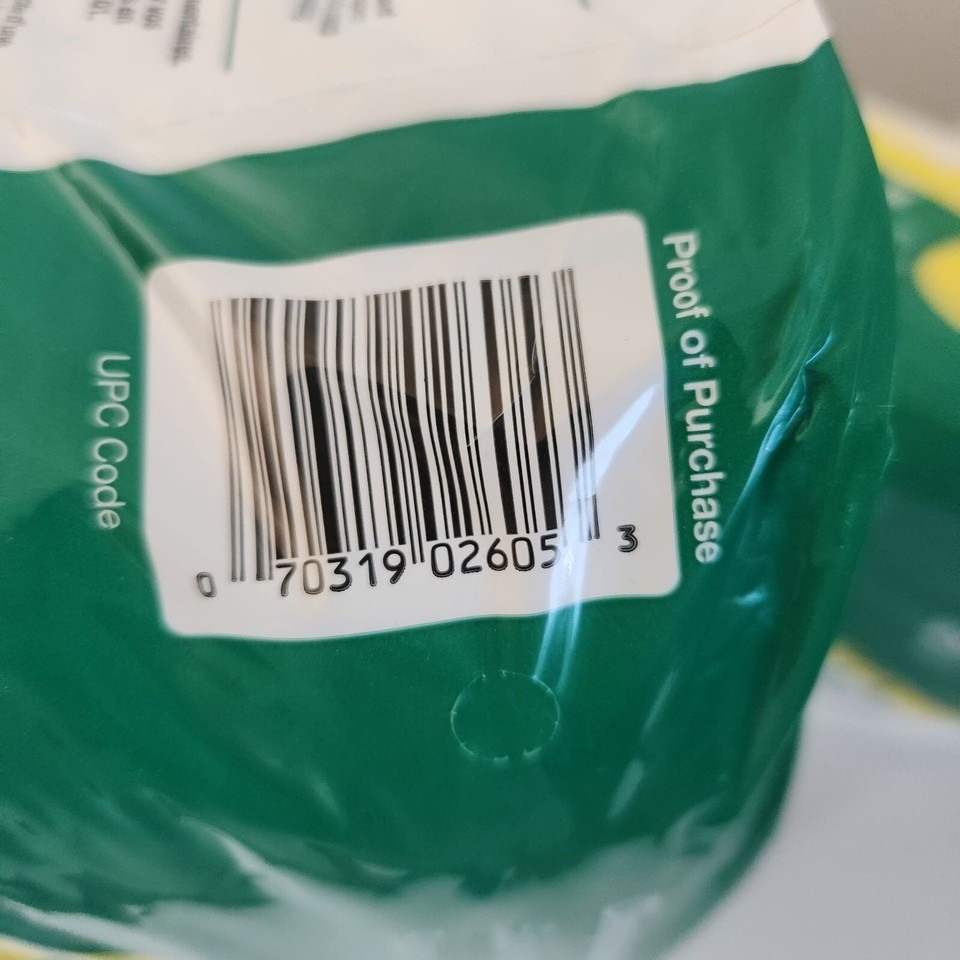 Proof of Purchase
UPC Code
0 70319 02605 3